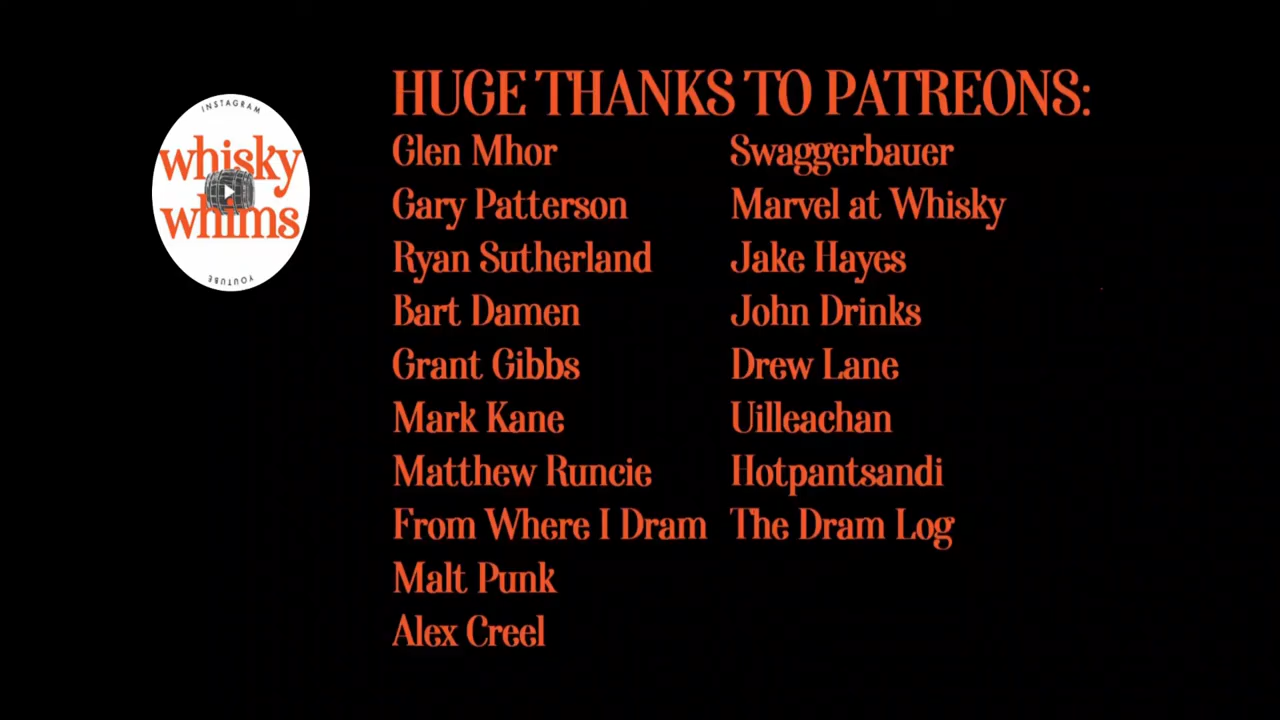 INSTAGRAM
whisky
whims
YOUTUBE
HUGE THANKS TO PATREONS:
Glen Mhor
Gary Patterson
Ryan Sutherland
Bart Damen
Grant Gibbs
Mark Kane
Matthew Runcie
From Where I Dram
Malt Punk
Alex Creel
Swaggerbauer
Marvel at Whisky
Jake Hayes
John Drinks
Drew Lane
Uilleachan
Hotpantsandi
The Dram Log